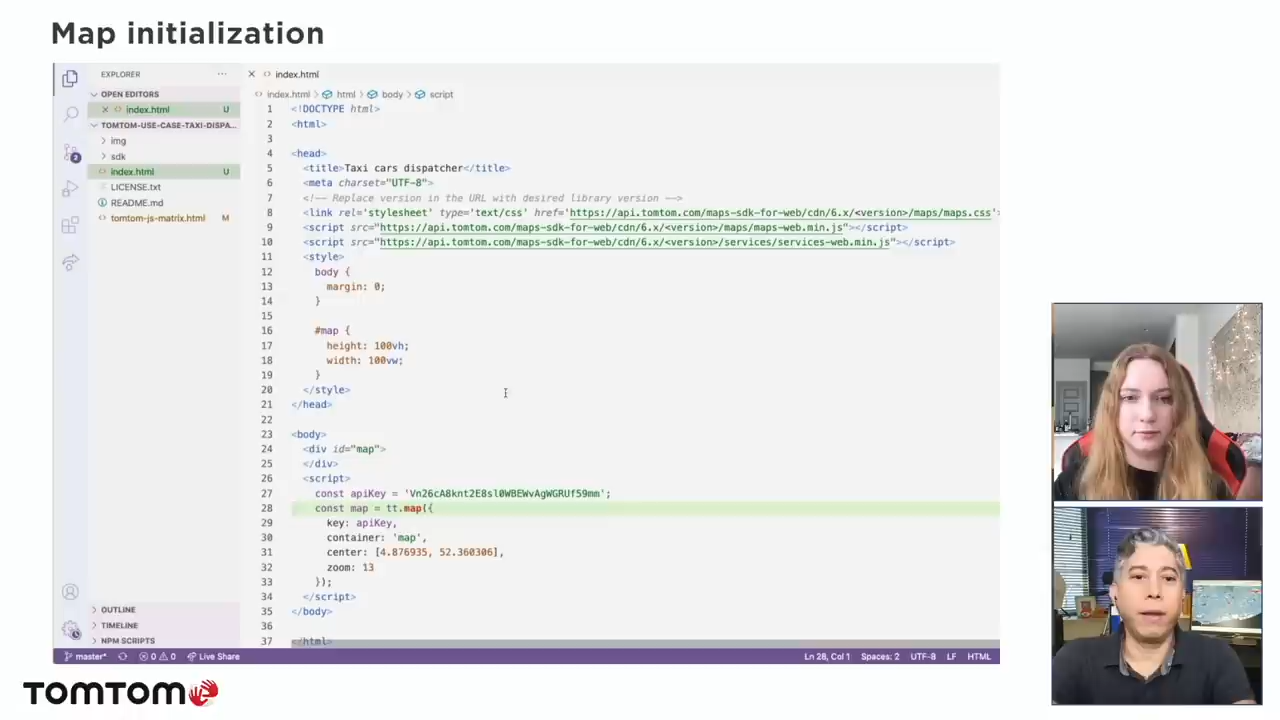 Map initialization
EXPLORER ···
OPEN EDITORS
index.html U
TOMTOM-USE-CASE-TAXI-DISPA...
img
sdk
index.html U
LICENSE.txt
README.md
tomtom-js-matrix.html M
OUTLINE
TIMELINE
NPM SCRIPTS
index.html
index.html > html > body > script
1 <!DOCTYPE html>
2 <html>
3
4 <head>
5 <title>Taxi cars dispatcher</title>
6 <meta charset="UTF-8">
7 <!-- Replace version in the URL with desired library version -->
8 <link rel='stylesheet' type='text/css' href='https://api.tomtom.com/maps-sdk-for-web/cdn/6.x/<version>/maps/maps.css'>
9 <script src="https://api.tomtom.com/maps-sdk-for-web/cdn/6.x/<version>/maps/maps-web.min.js"></script>
10 <script src="https://api.tomtom.com/maps-sdk-for-web/cdn/6.x/<version>/services/services-web.min.js"></script>
11 <style>
12 body {
13 margin: 0;
14 }
15
16 #map {
17 height: 100vh;
18 width: 100vw;
19 }
20 </style>
21 </head>
22
23 <body>
24 <div id="map">
25 </div>
26 <script>
27 const apiKey = 'Vn26cA8knt2E8sl0WBEWvAgWGRUf59mm';
28 const map = tt.map({
29 key: apiKey,
30 container: 'map',
31 center: [4.876935, 52.360306],
32 zoom: 13
33 });
34 </script>
35 </body>
36
37 </html>
master* 0 0 Live Share Ln 28, Col 1 Spaces: 2 UTF-8 LF HTML
TOMTOM